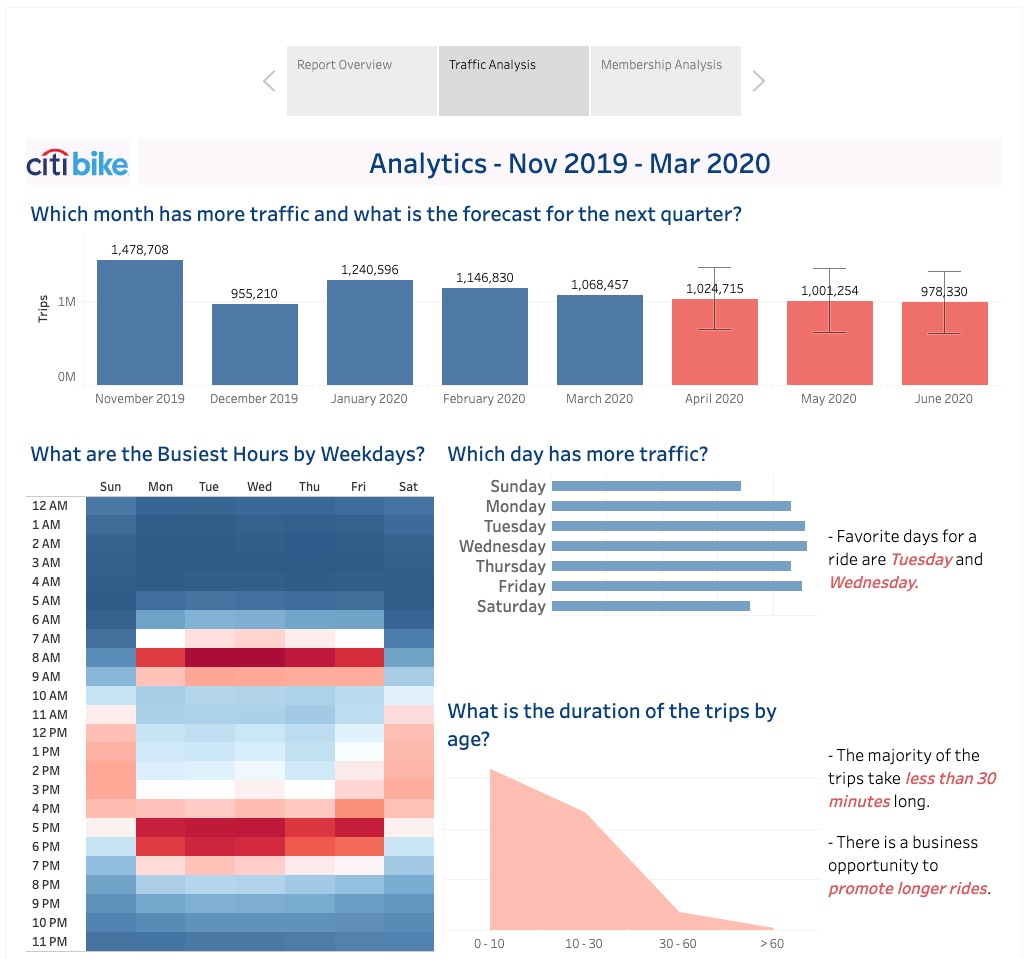 Report Overview
Traffic Analysis
Membership Analysis
citi bike
Analytics - Nov 2019 - Mar 2020
Which month has more traffic and what is the forecast for the next quarter?
Trips
1M
0M
1,478,708
955,210
1,240,596
1,146,830
1,068,457
1,024,715
1,001,254
978,330
November 2019
December 2019
January 2020
February 2020
March 2020
April 2020
May 2020
June 2020
What are the Busiest Hours by Weekdays?
Sun Mon Tue Wed Thu Fri Sat
12 AM
1 AM
2 AM
3 AM
4 AM
5 AM
6 AM
7 AM
8 AM
9 AM
10 AM
11 AM
12 PM
1 PM
2 PM
3 PM
4 PM
5 PM
6 PM
7 PM
8 PM
9 PM
10 PM
11 PM
Which day has more traffic?
Sunday
Monday
Tuesday
Wednesday
Thursday
Friday
Saturday
- Favorite days for a
ride are Tuesday and
Wednesday.
What is the duration of the trips by
age?
0 - 10
10 - 30
30 - 60
> 60
- The majority of the
trips take less than 30
minutes long.
- There is a business
opportunity to
promote longer rides.